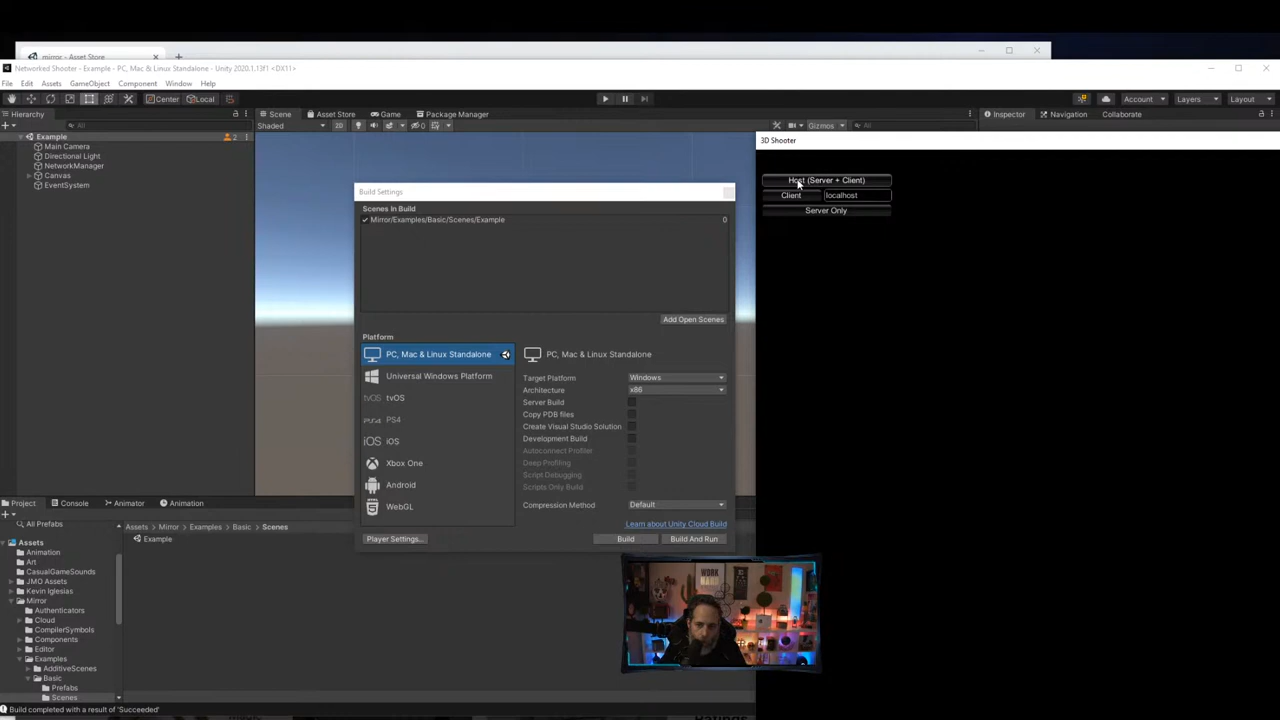 mirror - Asset Store
Networked Shooter - Example - PC, Mac & Linux Standalone - Unity 2020.1.13f1 <DX11>
File Edit Assets GameObject Component Window Help
Center Local Account Layers Layout
Hierarchy Scene Asset Store Game Package Manager Inspector Navigation Collaborate
All Shaded 2D 0 Gizmos All
Example 2
Main Camera
Directional Light
NetworkManager
Canvas
EventSystem
3D Shooter
Host (Server + Client)
Client localhost
Server Only
Build Settings
Scenes In Build
Mirror/Examples/Basic/Scenes/Example 0
Add Open Scenes
Platform
PC, Mac & Linux Standalone
Universal Windows Platform
tvOS tvOS
PS4
iOS iOS
Xbox One
Android
WebGL
PC, Mac & Linux Standalone
Target Platform Windows
Architecture x86
Server Build
Copy PDB files
Create Visual Studio Solution
Development Build
Autoconnect Profiler
Deep Profiling
Script Debugging
Scripts Only Build
Compression Method Default
Learn about Unity Cloud Build
Player Settings... Build Build And Run
Project Console Animator Animation
All Prefabs
Assets
Animation
Art
CasualGameSounds
JMO Assets
Kevin Iglesias
Mirror
Authenticators
Cloud
CompilerSymbols
Components
Editor
Examples
AdditiveScenes
Basic
Prefabs
Scenes
Assets > Mirror > Examples > Basic > Scenes
Example
WORK
HARD
Build completed with a result of 'Succeeded'